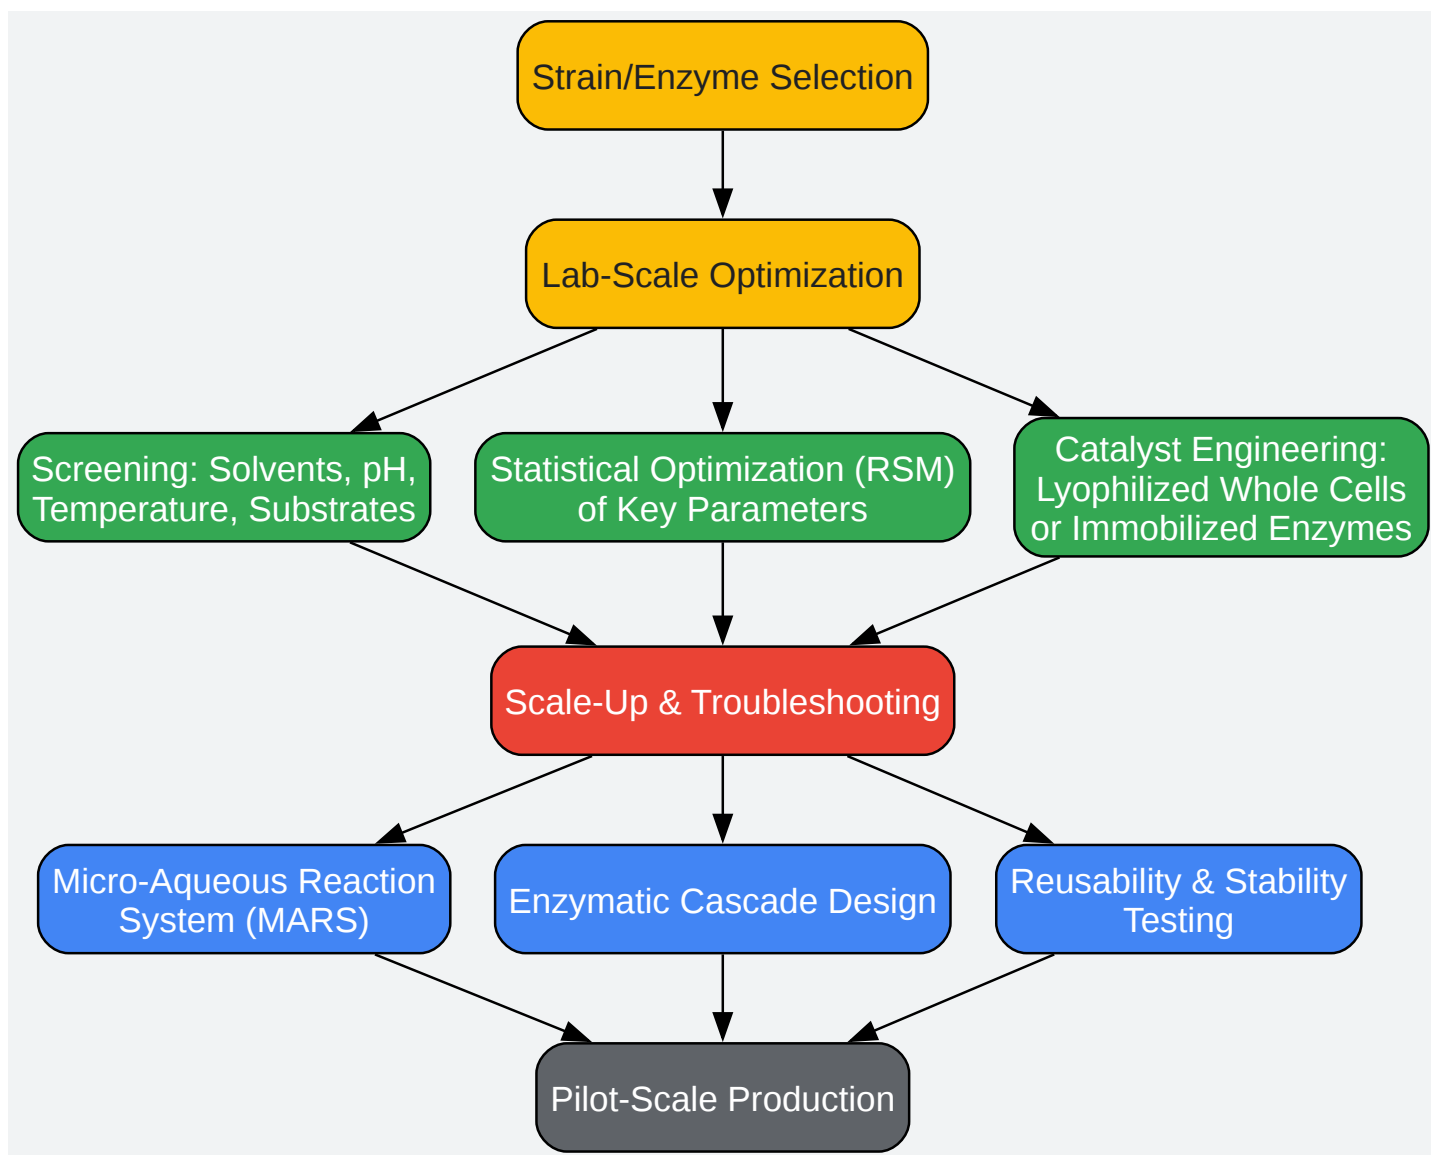 Strain/Enzyme Selection
Lab-Scale Optimization
Screening: Solvents, pH,
Temperature, Substrates
Statistical Optimization (RSM)
of Key Parameters
Catalyst Engineering:
Lyophilized Whole Cells
or Immobilized Enzymes
Scale-Up & Troubleshooting
Micro-Aqueous Reaction
System (MARS)
Enzymatic Cascade Design
Reusability & Stability
Testing
Pilot-Scale Production